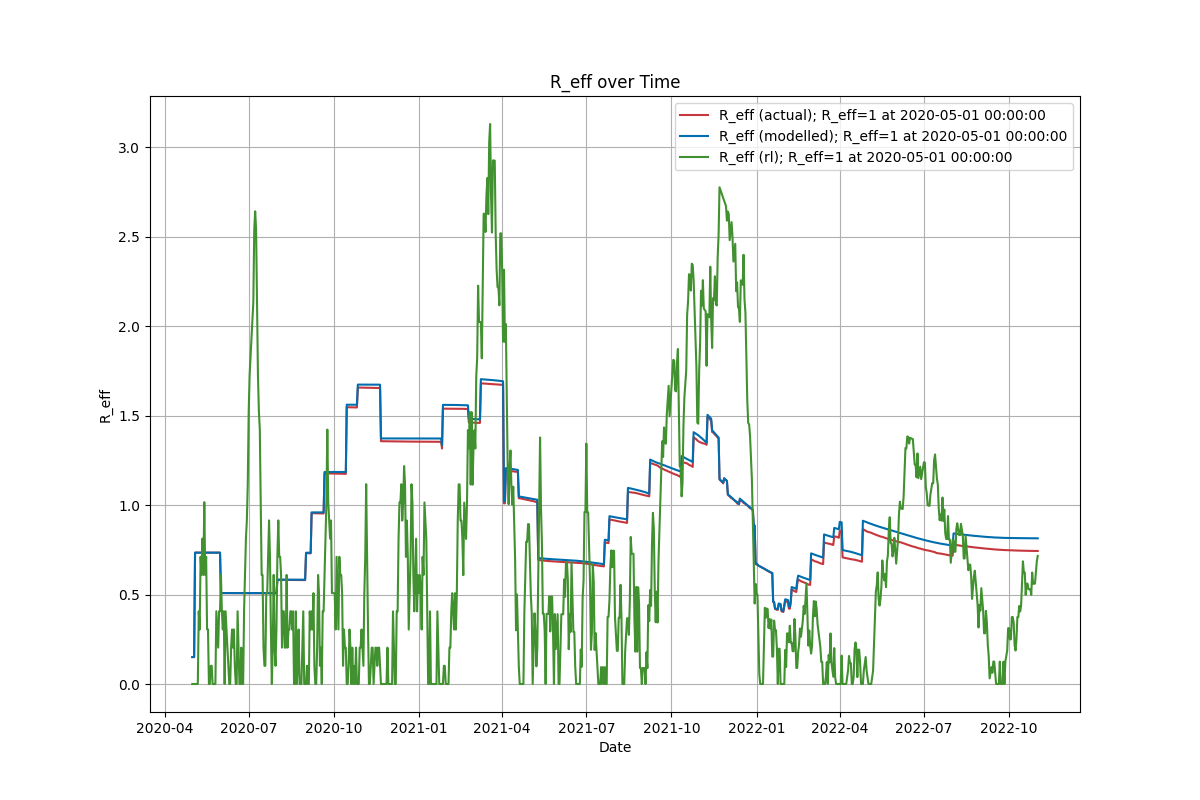 R_eff over Time
R_eff (actual); R_eff=1 at 2020-05-01 00:00:00
R_eff (modelled); R_eff=1 at 2020-05-01 00:00:00
R_eff (rl); R_eff=1 at 2020-05-01 00:00:00
3.0
2.5
2.0
1.5
1.0
0.5
0.0
R_eff
2020-04 2020-07 2020-10 2021-01 2021-04 2021-07 2021-10 2022-01 2022-04 2022-07 2022-10
Date